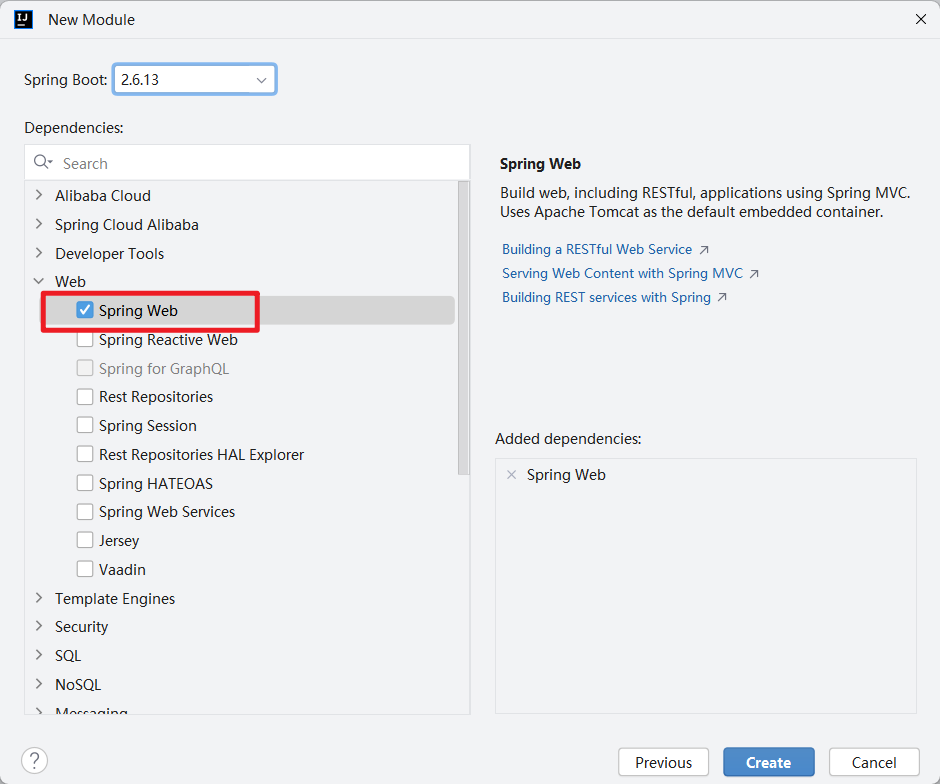 New Module
Spring Boot: 2.6.13
Dependencies:
Search
Alibaba Cloud
Spring Cloud Alibaba
Developer Tools
Web
Spring Web
Spring Reactive Web
Spring for GraphQL
Rest Repositories
Spring Session
Rest Repositories HAL Explorer
Spring HATEOAS
Spring Web Services
Jersey
Vaadin
Template Engines
Security
SQL
NoSQL
Messaging
Spring Web
Build web, including RESTful, applications using Spring MVC.
Uses Apache Tomcat as the default embedded container.
Building a RESTful Web Service ↗
Serving Web Content with Spring MVC ↗
Building REST services with Spring ↗
Added dependencies:
× Spring Web
?
Previous
Create
Cancel